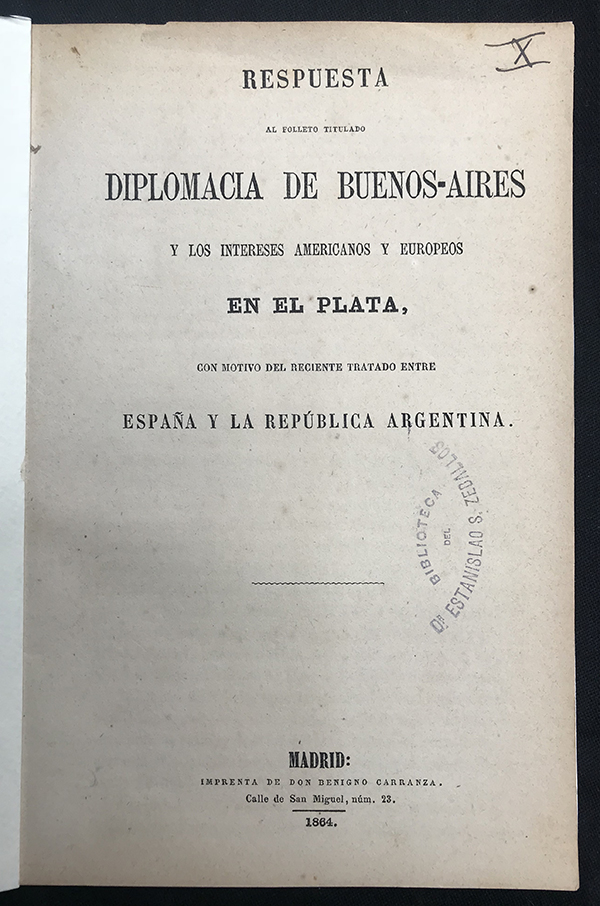 X
RESPUESTA
AL FOLLETO TITULADO
DIPLOMACIA DE BUENOS-AIRES
Y LOS INTERESES AMERICANOS Y EUROPEOS
EN EL PLATA,
CON MOTIVO DEL RECIENTE TRATADO ENTRE
ESPAÑA Y LA REPÚBLICA ARGENTINA.
BIBLIOTECA
DEL
DR. ESTANISLAO S. ZEBALLOS
MADRID:
IMPRENTA DE DON BENIGNO CARRANZA.
Calle de San Miguel, núm. 23.
1864.